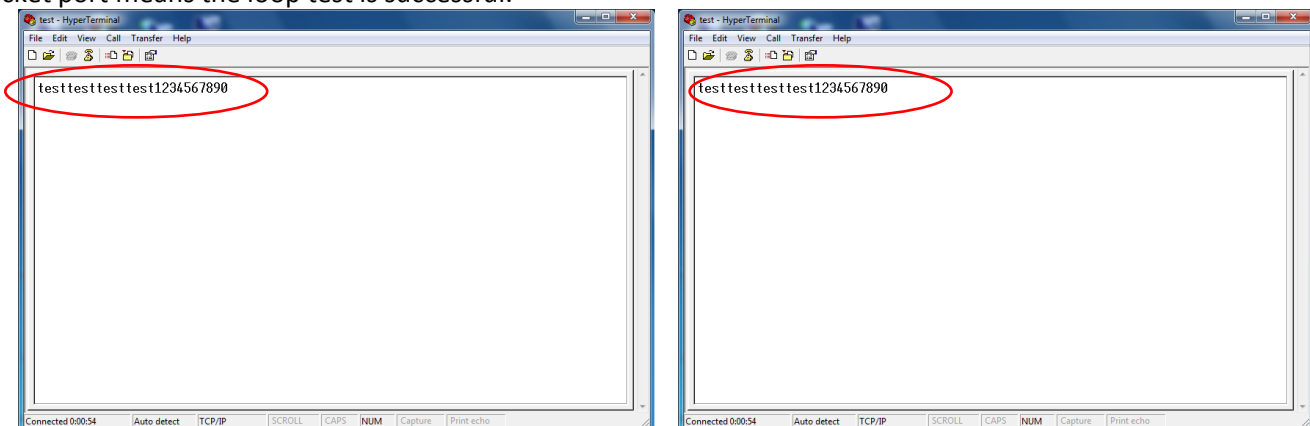 port means the loop test is successful.
test - HyperTerminal
File Edit View Call Transfer Help
testtesttesttest1234567890
Connected 0:00:54 Auto detect TCP/IP SCROLL CAPS NUM Capture Print echo
test - HyperTerminal
File Edit View Call Transfer Help
testtesttesttest1234567890
Connected 0:00:54 Auto detect TCP/IP SCROLL CAPS NUM Capture Print echo